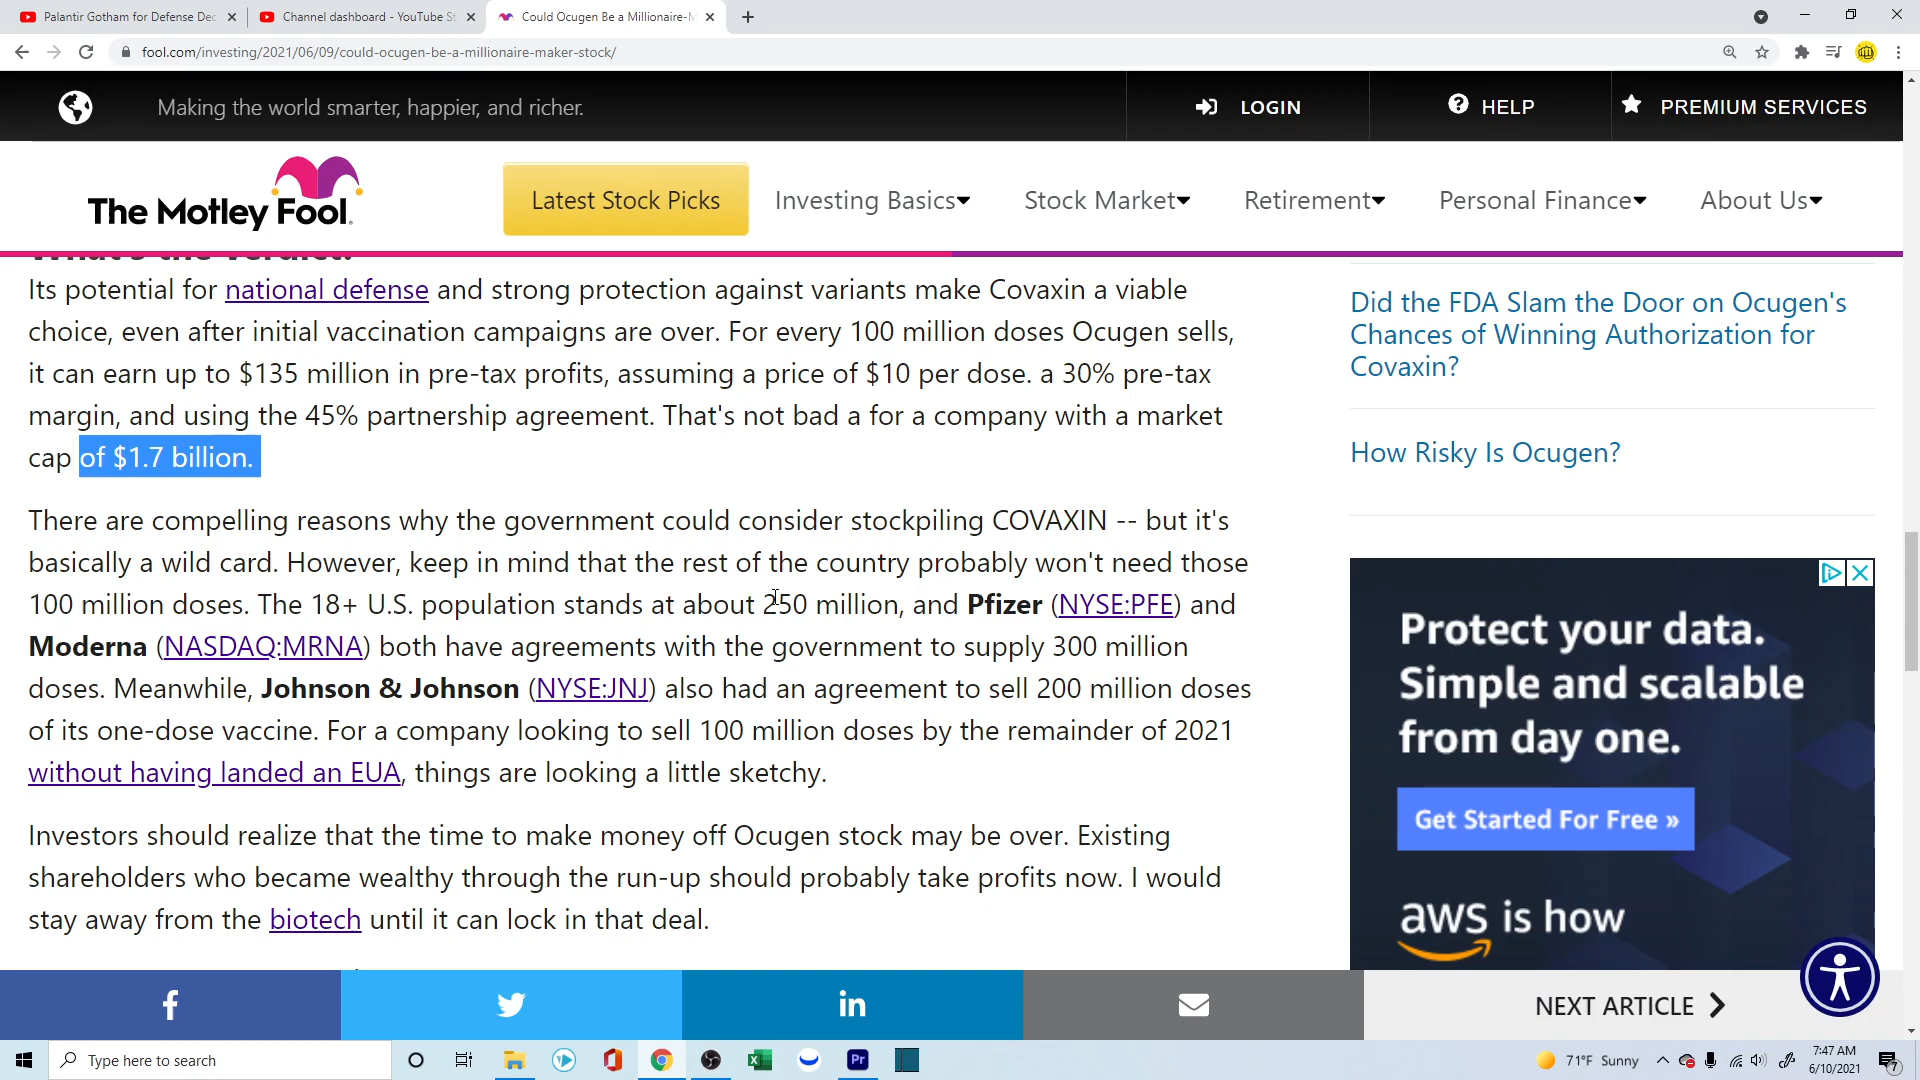 Palantir Gotham for Defense Dec
Channel dashboard - YouTube St
Could Ocugen Be a Millionaire-M
fool.com/investing/2021/06/09/could-ocugen-be-a-millionaire-maker-stock/
Making the world smarter, happier, and richer.
LOGIN
HELP
PREMIUM SERVICES
The Motley Fool.
Latest Stock Picks
Investing Basics
Stock Market
Retirement
Personal Finance
About Us
What's the verdict?
Its potential for national defense and strong protection against variants make Covaxin a viable
choice, even after initial vaccination campaigns are over. For every 100 million doses Ocugen sells,
it can earn up to $135 million in pre-tax profits, assuming a price of $10 per dose. a 30% pre-tax
margin, and using the 45% partnership agreement. That's not bad a for a company with a market
cap of $1.7 billion.
There are compelling reasons why the government could consider stockpiling COVAXIN -- but it's
basically a wild card. However, keep in mind that the rest of the country probably won't need those
100 million doses. The 18+ U.S. population stands at about 250 million, and Pfizer (NYSE:PFE) and
Moderna (NASDAQ:MRNA) both have agreements with the government to supply 300 million
doses. Meanwhile, Johnson & Johnson (NYSE:JNJ) also had an agreement to sell 200 million doses
of its one-dose vaccine. For a company looking to sell 100 million doses by the remainder of 2021
without having landed an EUA, things are looking a little sketchy.
Investors should realize that the time to make money off Ocugen stock may be over. Existing
shareholders who became wealthy through the run-up should probably take profits now. I would
stay away from the biotech until it can lock in that deal.
Did the FDA Slam the Door on Ocugen's
Chances of Winning Authorization for
Covaxin?
How Risky Is Ocugen?
Protect your data.
Simple and scalable
from day one.
Get Started For Free »
aws is how
NEXT ARTICLE
Type here to search
Pr
71°F Sunny
7:47 AM
6/10/2021
7